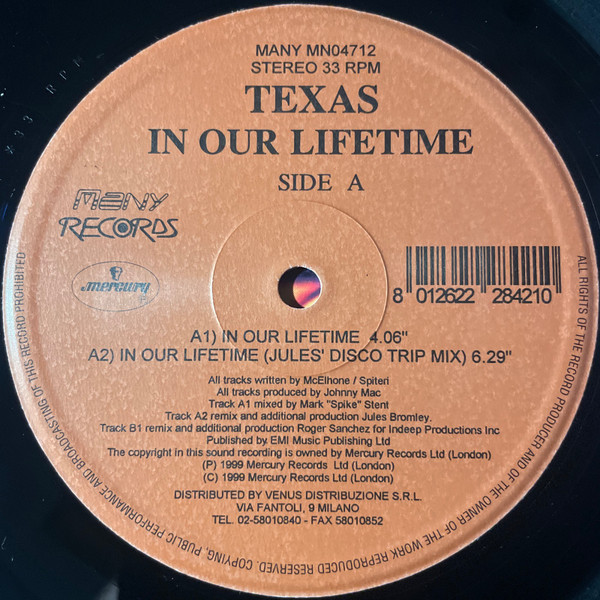 MANY MN04712
STEREO 33 RPM
TEXAS
IN OUR LIFETIME
SIDE A
MANY
RECORDS
mercury
8 012622 284210
A1) IN OUR LIFETIME 4.06"
A2) IN OUR LIFETIME (JULES' DISCO TRIP MIX) 6.29"
All tracks written by McElhone / Spiteri
All tracks produced by Johnny Mac
Track A1 mixed by Mark "Spike" Stent
Track A2 remix and additional production Jules Bromley.
Track B1 remix and additional production Roger Sanchez for Indeep Productions Inc
Published by EMI Music Publishing Ltd
The copyright in this sound recording is owned by Mercury Records Ltd (London)
(P) 1999 Mercury Records Ltd (London)
(C) 1999 Mercury Records Ltd (London)
DISTRIBUTED BY VENUS DISTRIBUZIONE S.R.L.
VIA FANTOLI, 9 MILANO
TEL. 02-58010840 - FAX 58010852
ALL RIGHTS OF THE RECORD PRODUCER AND OF THE OWNER OF THE WORK REPRODUCED RESERVED. COPYING, PUBLIC PERFORMANCE AND BROADCASTING OF THIS RECORD PROHIBITED